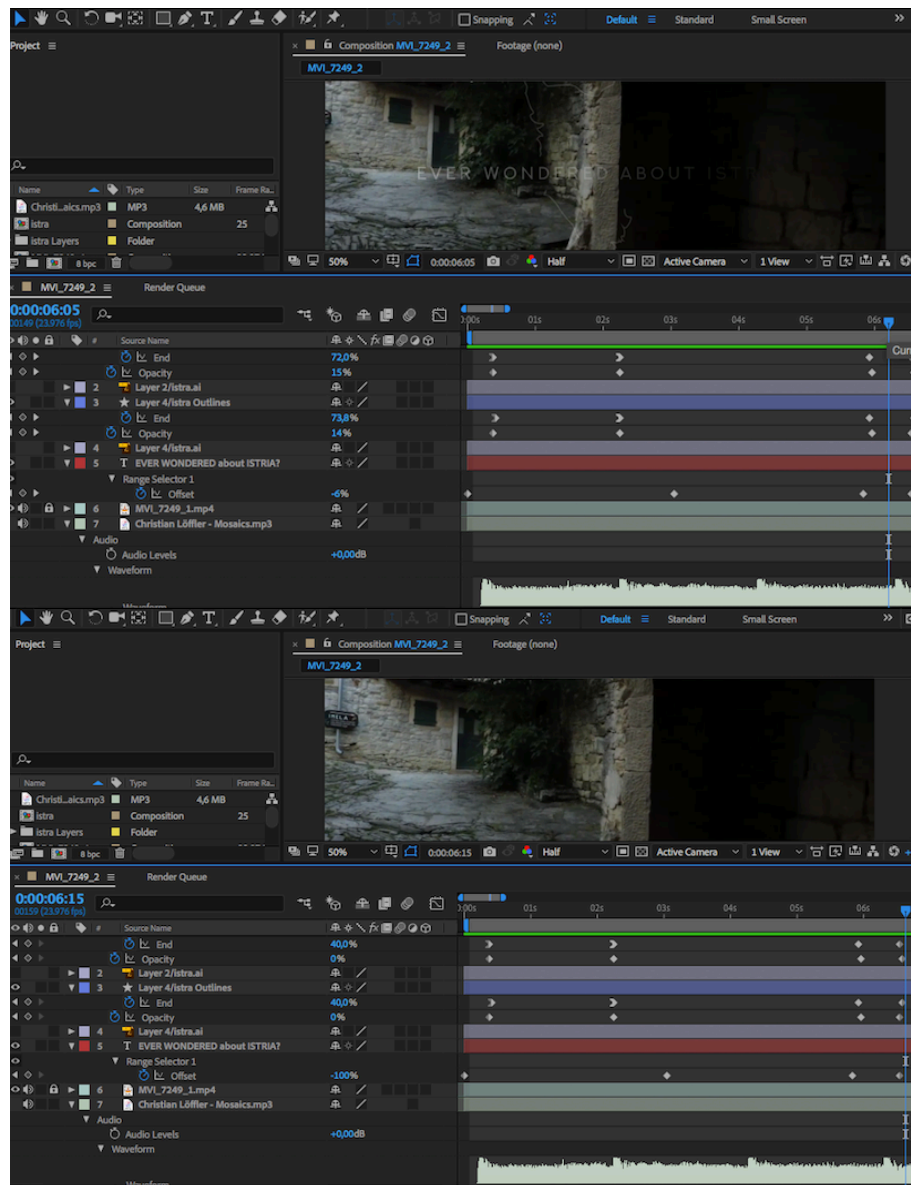 Snapping Default Standard Small Screen
Project
Composition MVI_7249_2 Footage (none)
MVI_7249_2
EVER WONDERED ABOUT ISTR
Name Type Size Frame Ra...
Christi...aics.mp3 MP3 4,6 MB
istra Composition 25
istra Layers Folder
8 bpc 50% 0:00:06:05 Half Active Camera 1 View
MVI_7249_2 Render Queue
0:00:06:05
00149 (23.976 fps)
:00s 01s 02s 03s 04s 05s 06s
# Source Name
Cur
End 72,0%
Opacity 15%
2 Layer 2/istra.ai
3 Layer 4/istra Outlines
End 73,8%
Opacity 14%
4 Layer 4/istra.ai
5 T EVER WONDERED about ISTRIA?
Range Selector 1
Offset -6%
6 MVI_7249_1.mp4
7 Christian Löffler - Mosaics.mp3
Audio
Audio Levels +0,00dB
Waveform
Waveform
Snapping Default Standard Small Screen
Project
Composition MVI_7249_2 Footage (none)
MVI_7249_2
Name Type Size Frame Ra...
Christi...aics.mp3 MP3 4,6 MB
istra Composition 25
istra Layers Folder
8 bpc 50% 0:00:06:15 Half Active Camera 1 View
MVI_7249_2 Render Queue
0:00:06:15
00159 (23.976 fps)
:00s 01s 02s 03s 04s 05s 06s
# Source Name
End 40,0%
Opacity 0%
2 Layer 2/istra.ai
3 Layer 4/istra Outlines
End 40,0%
Opacity 0%
4 Layer 4/istra.ai
5 T EVER WONDERED about ISTRIA?
Range Selector 1
Offset -100%
6 MVI_7249_1.mp4
7 Christian Löffler - Mosaics.mp3
Audio
Audio Levels +0,00dB
Waveform
Waveform